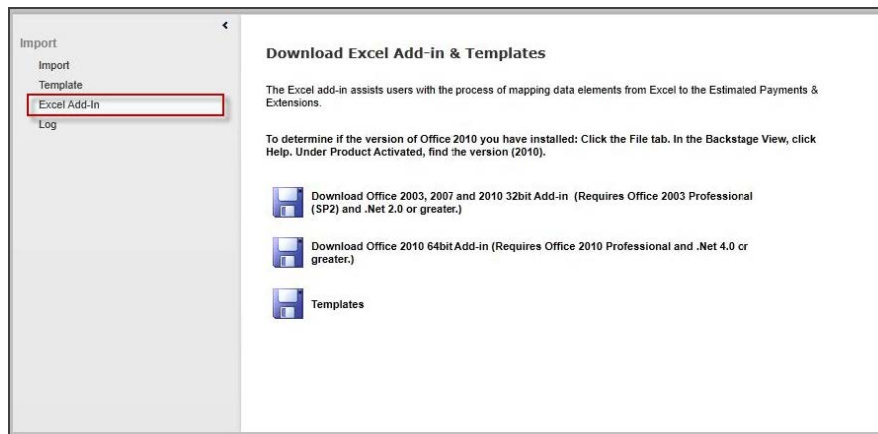 Import
Import
Template
Excel Add-In
Log
Download Excel Add-in & Templates
The Excel add-in assists users with the process of mapping data elements from Excel to the Estimated Payments &
Extensions.
To determine if the version of Office 2010 you have installed: Click the File tab. In the Backstage View, click
Help. Under Product Activated, find the version (2010).
Download Office 2003, 2007 and 2010 32bit Add-in (Requires Office 2003 Professional
(SP2) and .Net 2.0 or greater.)
Download Office 2010 64bit Add-in (Requires Office 2010 Professional and .Net 4.0 or
greater.)
Templates